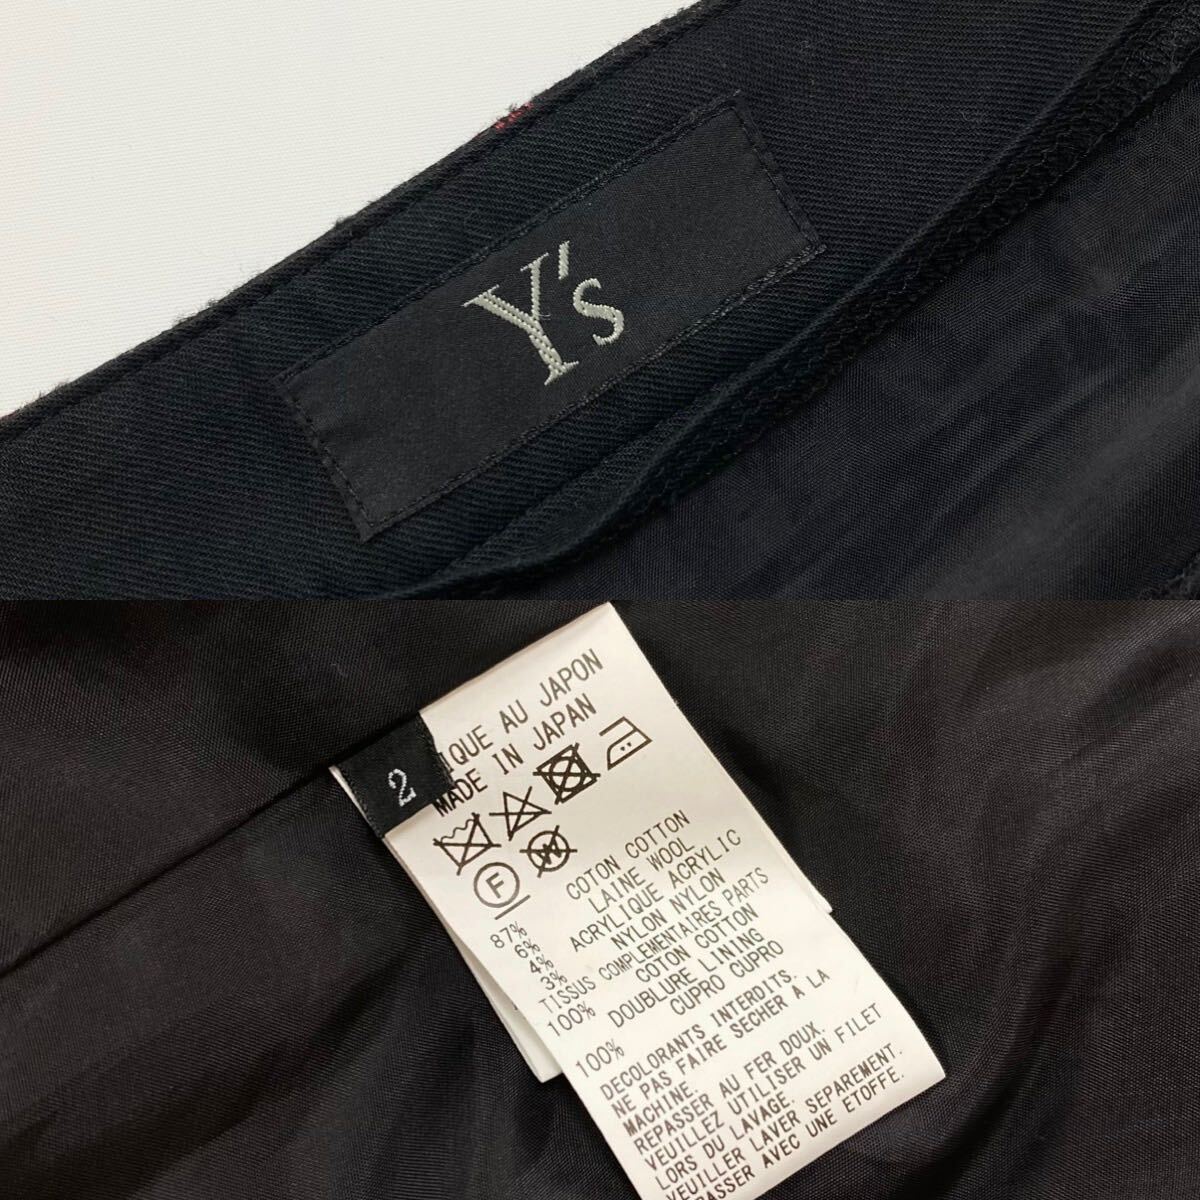 Y's
2
IQUE AU JAPON
MADE IN JAPAN
F
W
87% COTON COTTON
6% LAINE WOOL
4% ACRYLIQUE ACRYLIC
3% NYLON NYLON
TISSUS COMPLEMENTAIRES PARTS
100% COTON COTTON
DOUBLURE LINING
100% CUPRO CUPRO
DECOLORANTS INTERDITS.
NE PAS FAIRE SECHER A LA
MACHINE.
REPASSER AU FER DOUX.
VEUILLEZ UTILISER UN FILET
LORS DU LAVAGE.
VEUILLER LAVER SEPAREMENT.
PASSER AVEC UNE ETOFFE.